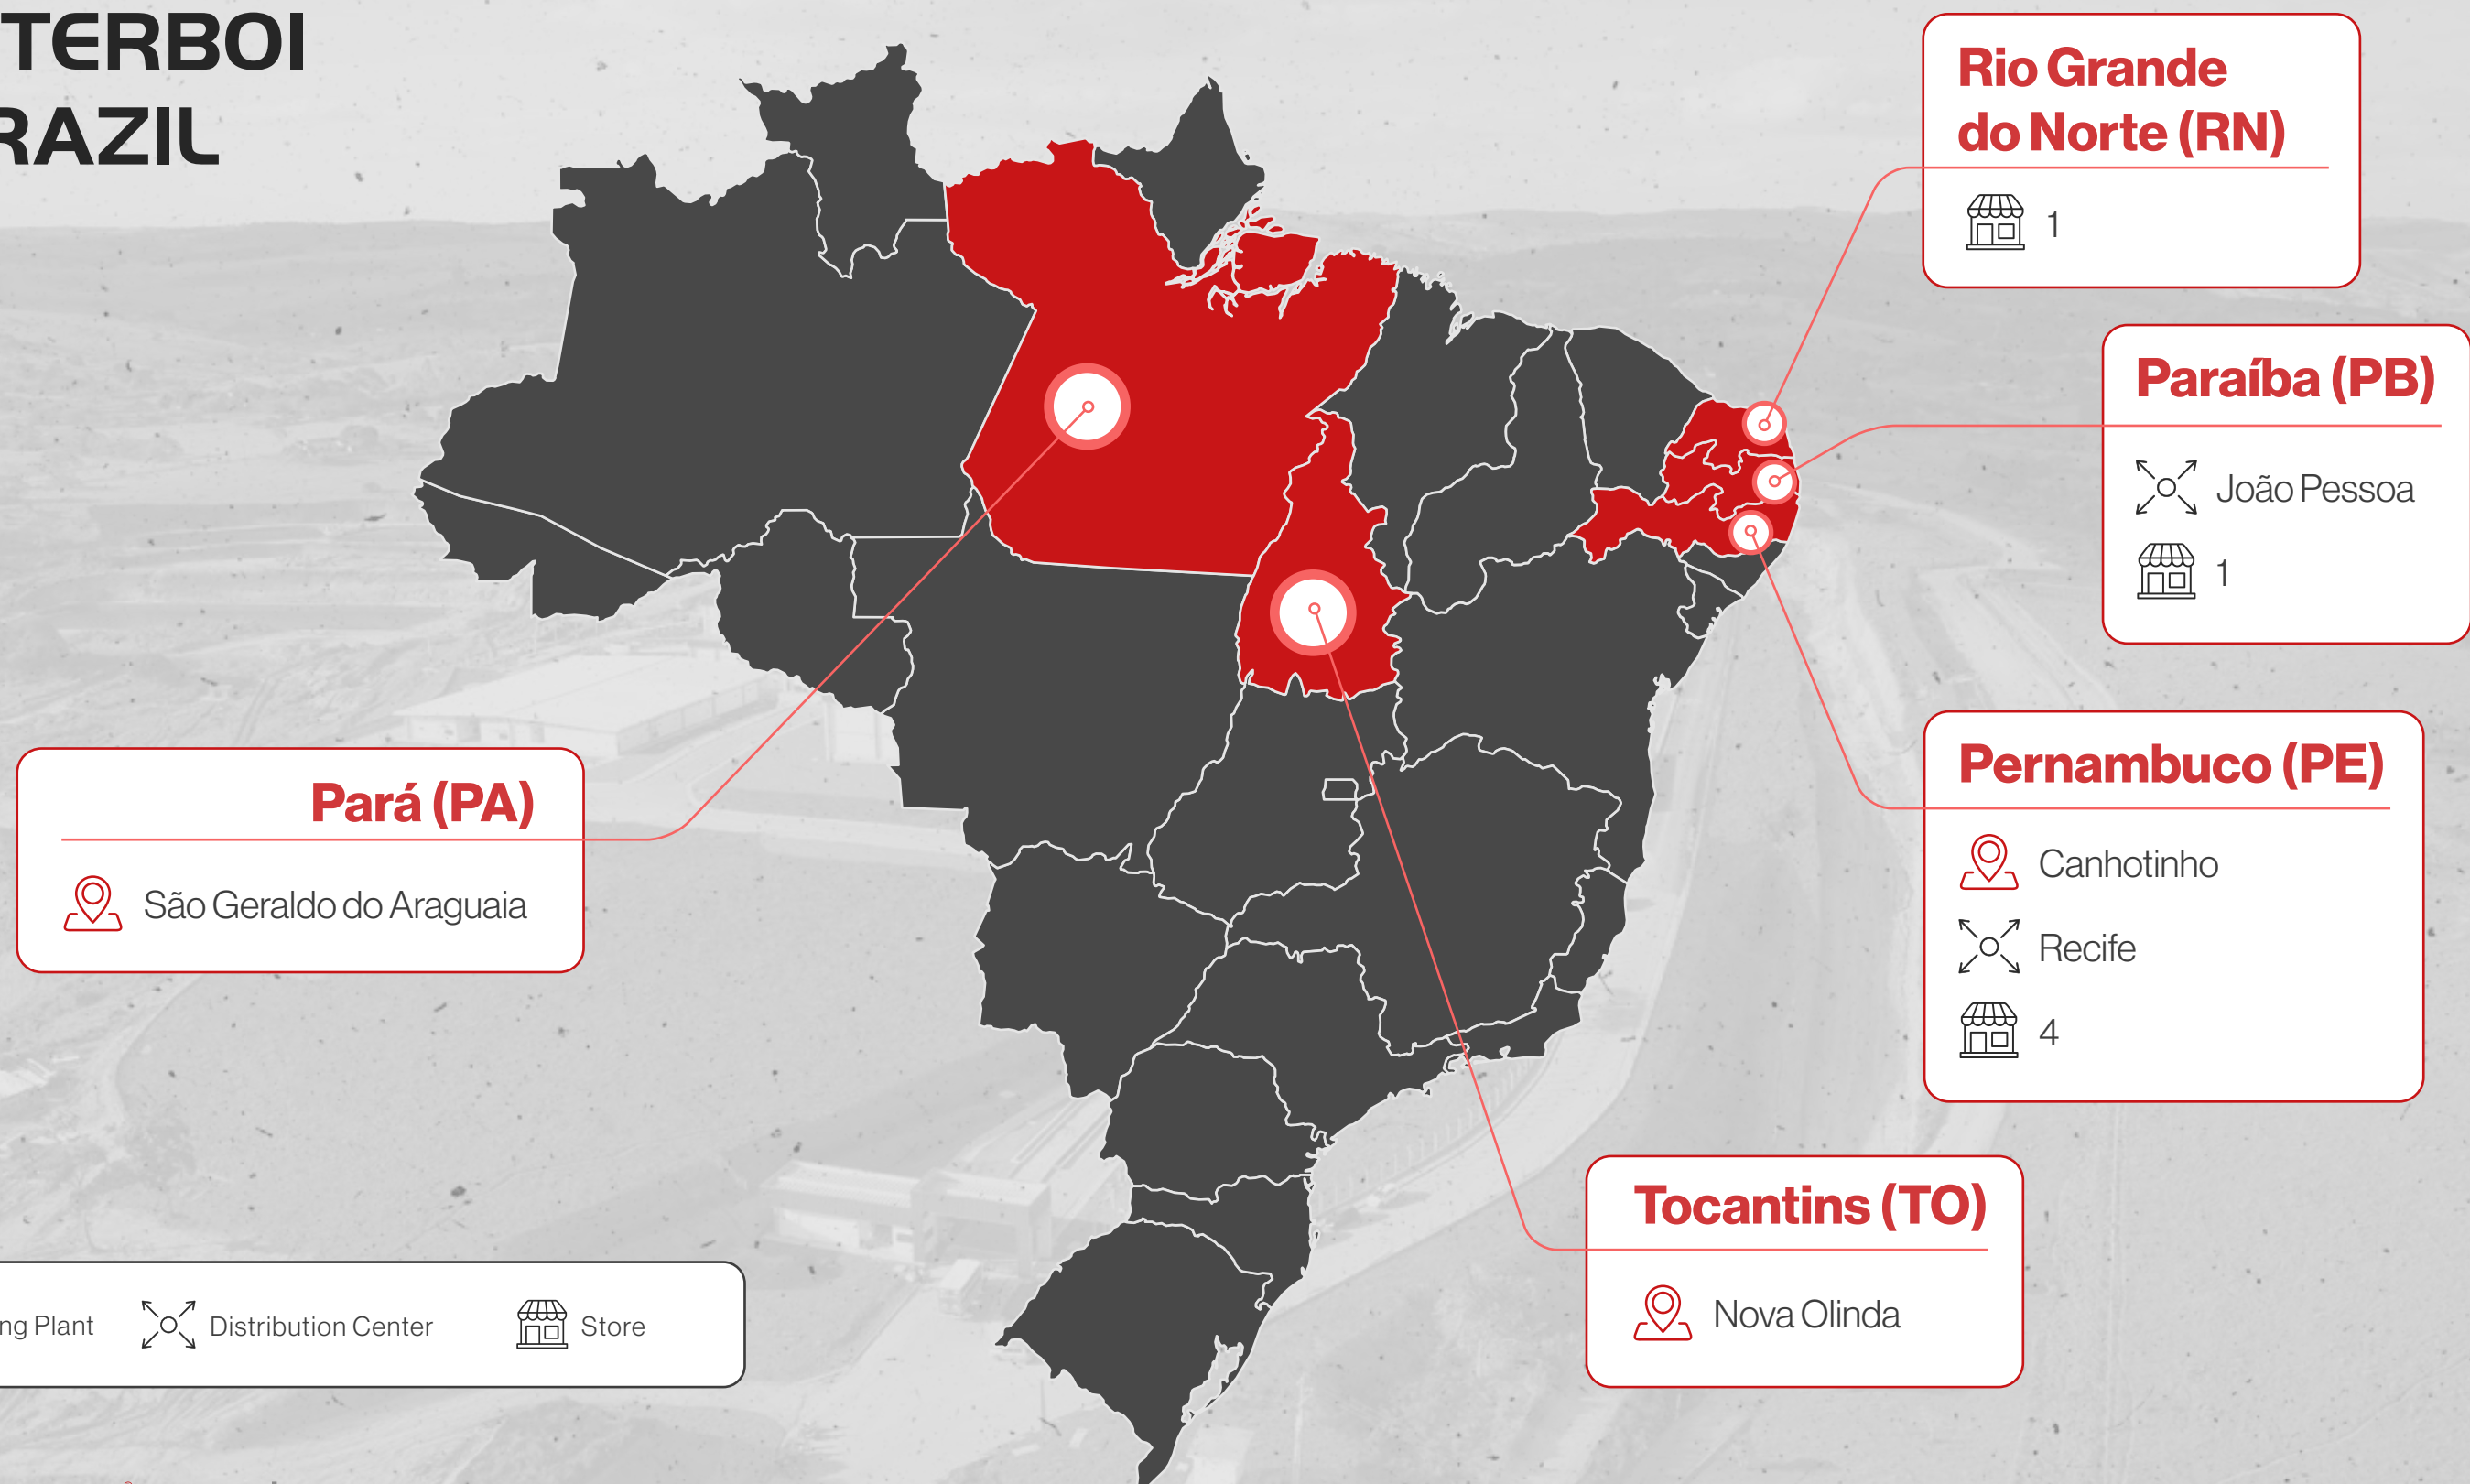 TERBOI
RAZIL
Rio Grande
do Norte (RN)
1
Paraíba (PB)
João Pessoa
1
Pernambuco (PE)
Canhotinho
Recife
4
Pará (PA)
São Geraldo do Araguaia
Tocantins (TO)
Nova Olinda
ng Plant
Distribution Center
Store